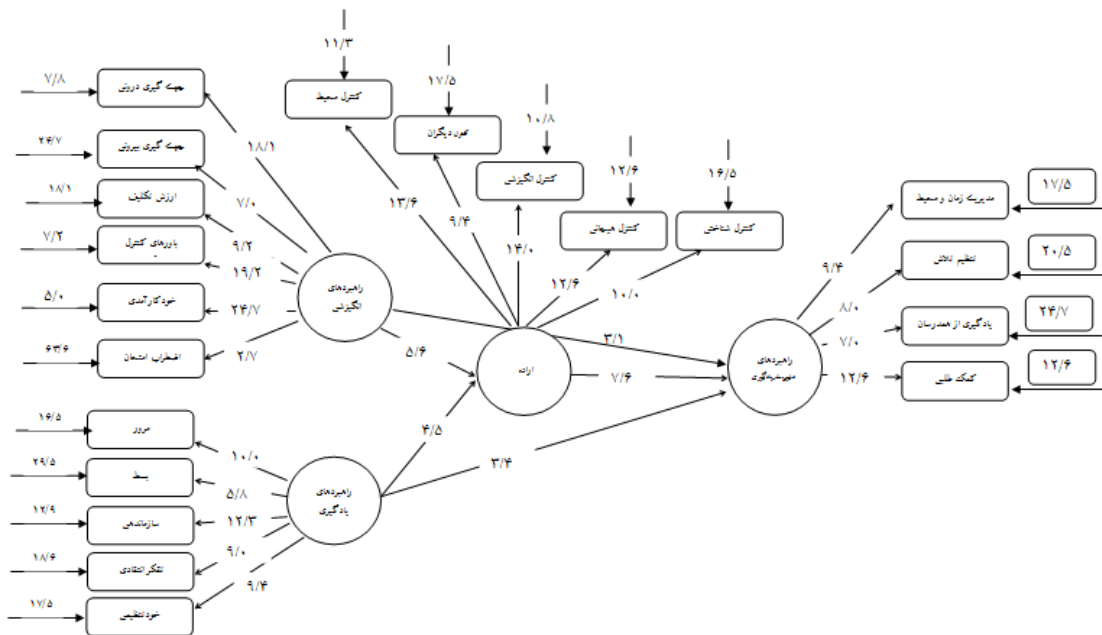 ۱۱/۳
۱۷/۵
۱۰/۸
۱۲/۶
۱۶/۵
کنترل محیط
عون دیگران
کنترل انگیزشی
کنترل هیجانی
کنترل شناختی
۱۳/۶
۹/۴
۱۴/۰
۱۲/۶
۱۰/۰
۷/۸
جهت گیری درونی
۱۸/۱
۲۴/۷
جهت گیری بیرونی
۷/۰
۱۸/۱
ارزش تکلیف
۹/۲
۷/۲
باورهای کنترل
۱۹/۲
۵/۰
خودکارآمدی
۲۴/۷
۶۳/۶
اضطراب امتحان
۲/۷
راهبردهای
انگیزشی
۵/۶
۳/۱
اراده
۷/۶
۴/۵
۳/۴
راهبردهای
۹/۴
مدیریت زمان و محیط
۱۷/۵
۸/۰
تنظیم تلاش
۲۰/۵
۷/۰
یادگیری از همدرسان
۲۴/۷
۱۲/۶
کمک طلبی
۱۲/۶
۱۶/۵
مرور
۱۰/۰
۲۹/۵
بسط
۵/۸
۱۲/۹
سازماندهی
۱۲/۳
۱۸/۶
تفکر انتقادی
۹/۰
۱۷/۵
خودتنظیمی
۹/۴
راهبردهای
یادگیری